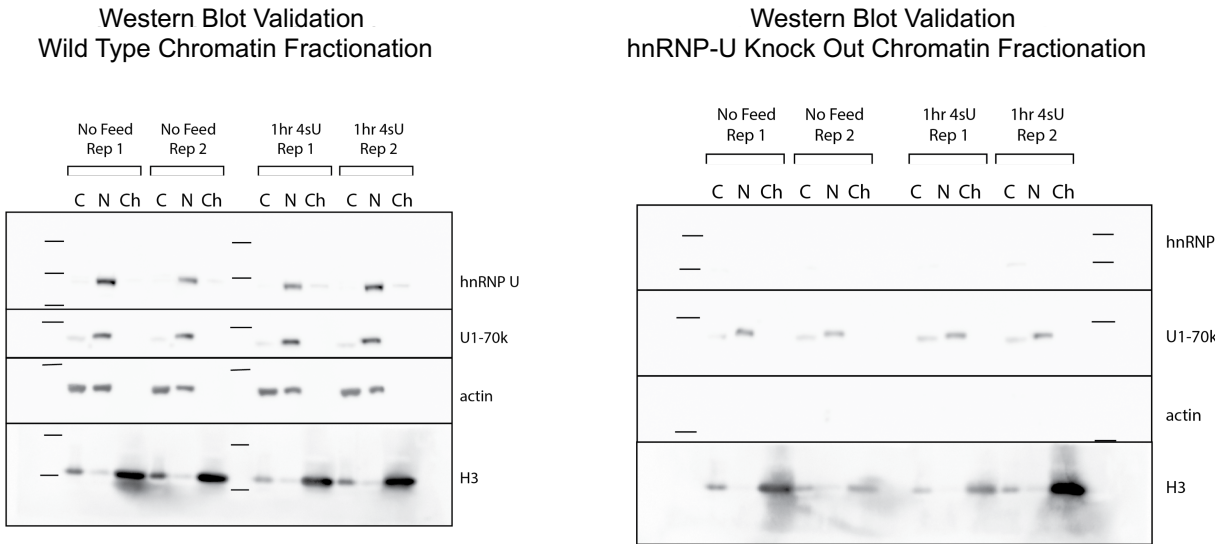 Western Blot Validation
Wild Type Chromatin Fractionation
No Feed
Rep 1
No Feed
Rep 2
1hr 4sU
Rep 1
1hr 4sU
Rep 2
C N Ch C N Ch C N Ch C N Ch
hnRNP U
U1-70k
actin
H3
Western Blot Validation
hnRNP-U Knock Out Chromatin Fractionation
No Feed
Rep 1
No Feed
Rep 2
1hr 4sU
Rep 1
1hr 4sU
Rep 2
C N Ch C N Ch C N Ch C N Ch
hnRNP
U1-70k
actin
H3